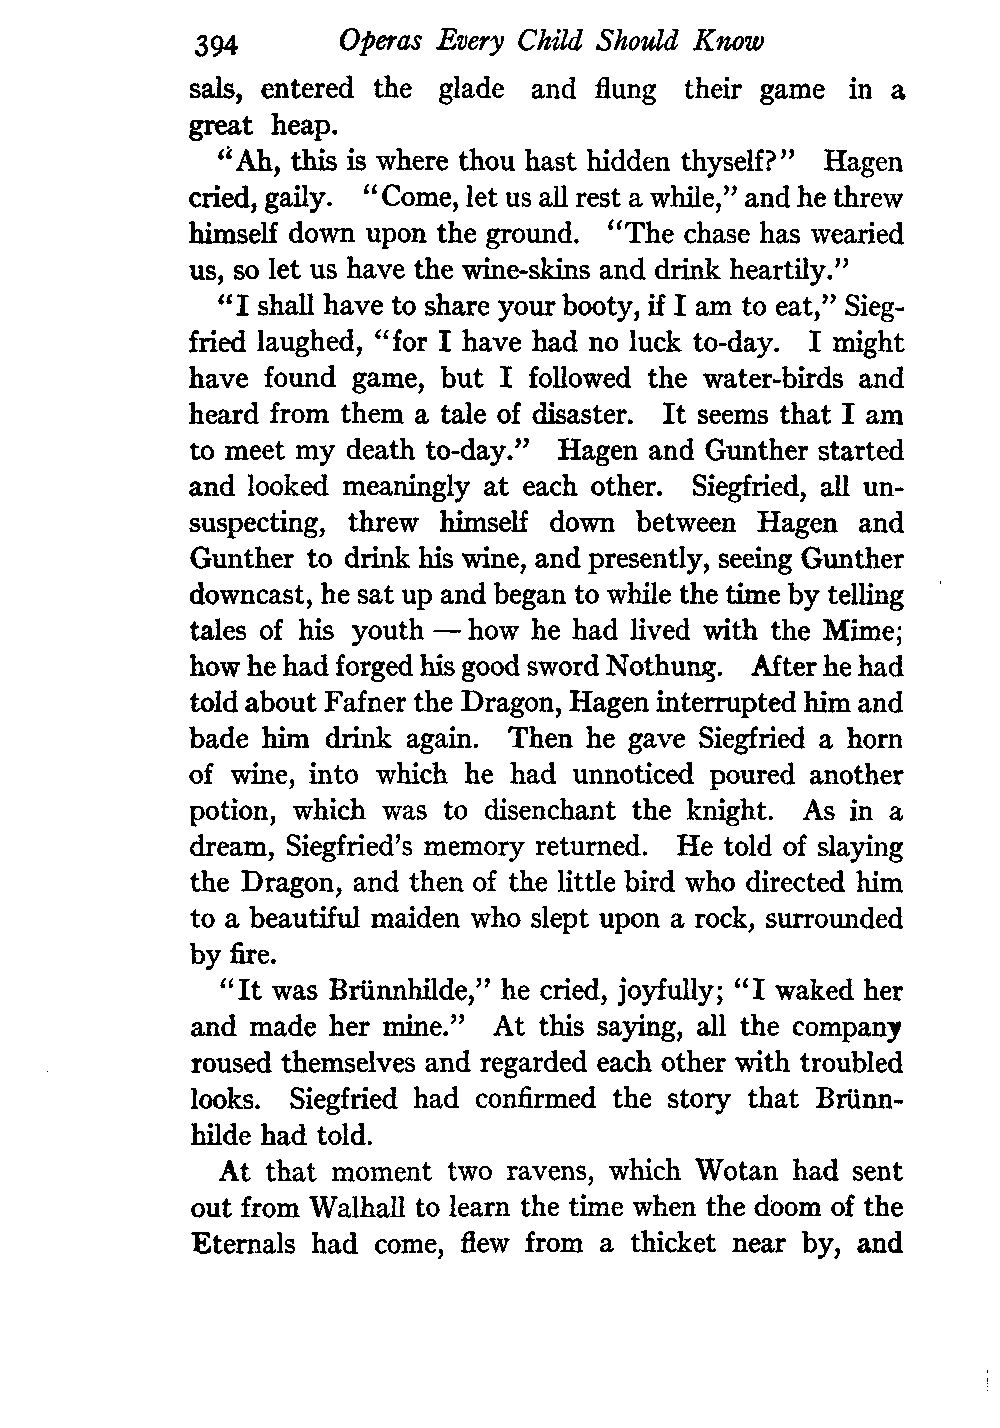 394 Operas Every Child Should Know
sals, entered the glade and flung their game in a
great heap.
"Ah, this is where thou hast hidden thyself?" Hagen
cried, gaily. "Come, let us all rest a while," and he threw
himself down upon the ground. "The chase has wearied
us, so let us have the wine-skins and drink heartily."
"I shall have to share your booty, if I am to eat," Sieg-
fried laughed, "for I have had no luck to-day. I might
have found game, but I followed the water-birds and
heard from them a tale of disaster. It seems that I am
to meet my death to-day." Hagen and Gunther started
and looked meaningly at each other. Siegfried, all un-
suspecting, threw himself down between Hagen and
Gunther to drink his wine, and presently, seeing Gunther
downcast, he sat up and began to while the time by telling
tales of his youth — how he had lived with the Mime;
how he had forged his good sword Nothung. After he had
told about Fafner the Dragon, Hagen interrupted him and
bade him drink again. Then he gave Siegfried a horn
of wine, into which he had unnoticed poured another
potion, which was to disenchant the knight. As in a
dream, Siegfried's memory returned. He told of slaying
the Dragon, and then of the little bird who directed him
to a beautiful maiden who slept upon a rock, surrounded
by fire.
"It was Brünnhilde," he cried, joyfully; "I waked her
and made her mine." At this saying, all the company
roused themselves and regarded each other with troubled
looks. Siegfried had confirmed the story that Brünn-
hilde had told.
At that moment two ravens, which Wotan had sent
out from Walhall to learn the time when the doom of the
Eternals had come, flew from a thicket near by, and